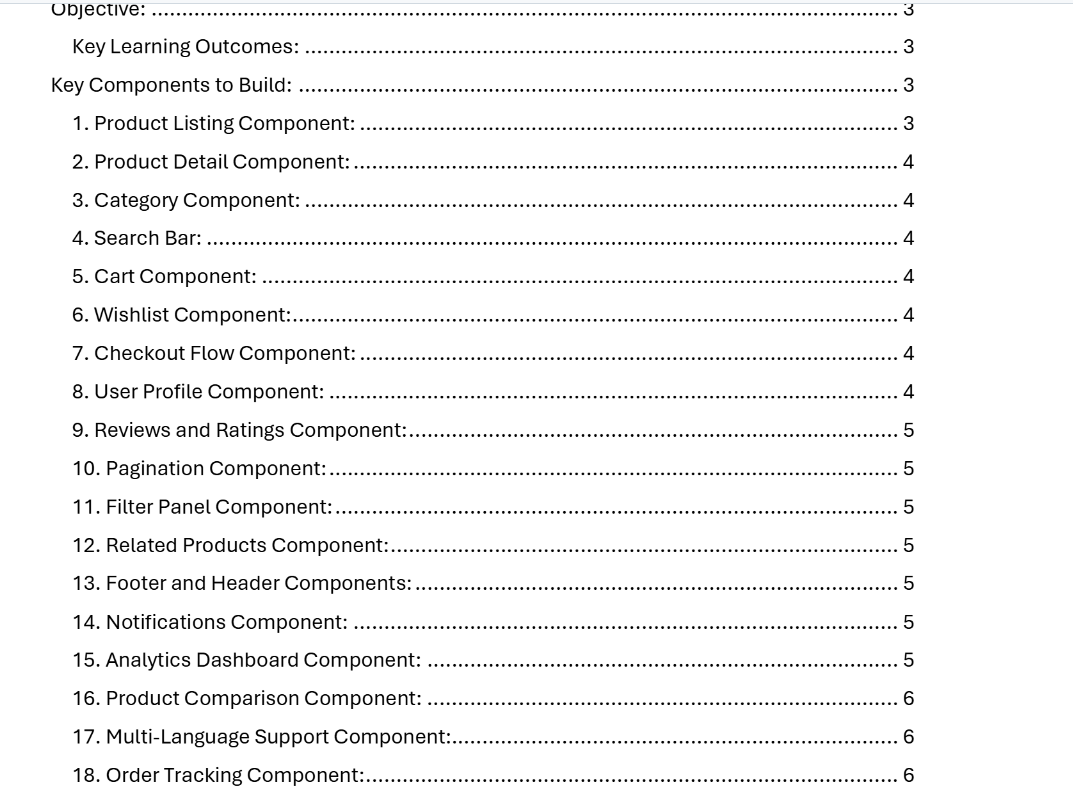 Objective: .......................................................................................................................... 3
Key Learning Outcomes: ................................................................................................ 3
Key Components to Build: ................................................................................................. 3
1. Product Listing Component: ....................................................................................... 3
2. Product Detail Component: ........................................................................................ 4
3. Category Component: ................................................................................................ 4
4. Search Bar: ................................................................................................................ 4
5. Cart Component: ....................................................................................................... 4
6. Wishlist Component:.................................................................................................. 4
7. Checkout Flow Component: ....................................................................................... 4
8. User Profile Component: ............................................................................................ 4
9. Reviews and Ratings Component:............................................................................... 5
10. Pagination Component:............................................................................................ 5
11. Filter Panel Component:........................................................................................... 5
12. Related Products Component:.................................................................................. 5
13. Footer and Header Components:.............................................................................. 5
14. Notifications Component: ........................................................................................ 5
15. Analytics Dashboard Component: ............................................................................ 5
16. Product Comparison Component: ............................................................................ 6
17. Multi-Language Support Component:........................................................................ 6
18. Order Tracking Component:...................................................................................... 6